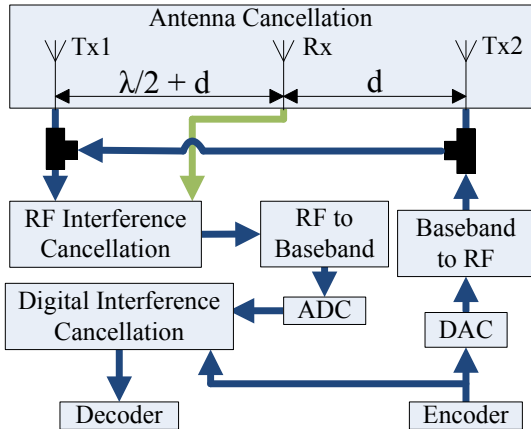 Antenna Cancellation
Tx1
Rx
Tx2
λ/2 + d
d
RF Interference
Cancellation
RF to
Baseband
Baseband
to RF
Digital Interference
Cancellation
ADC
DAC
Decoder
Encoder